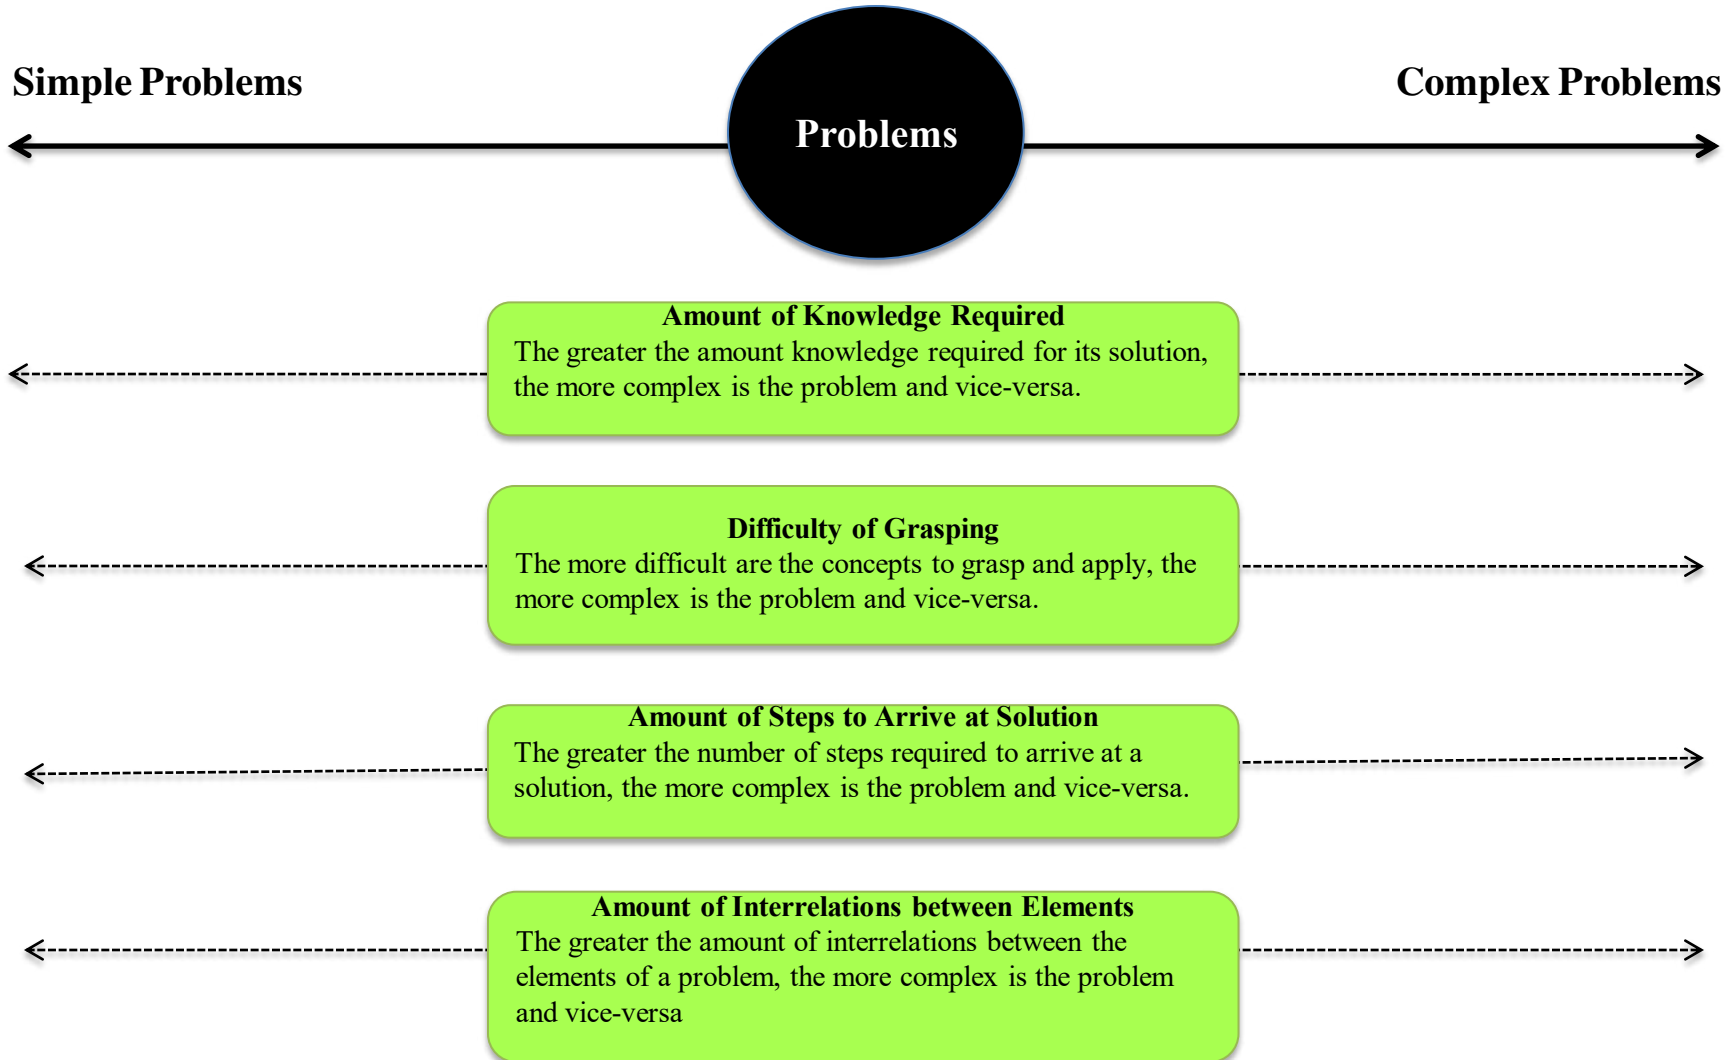 Simple Problems
Complex Problems
Problems
Amount of Knowledge Required
The greater the amount knowledge required for its solution,
the more complex is the problem and vice-versa.
Difficulty of Grasping
The more difficult are the concepts to grasp and apply, the
more complex is the problem and vice-versa.
Amount of Steps to Arrive at Solution
The greater the number of steps required to arrive at a
solution, the more complex is the problem and vice-versa.
Amount of Interrelations between Elements
The greater the amount of interrelations between the
elements of a problem, the more complex is the problem
and vice-versa